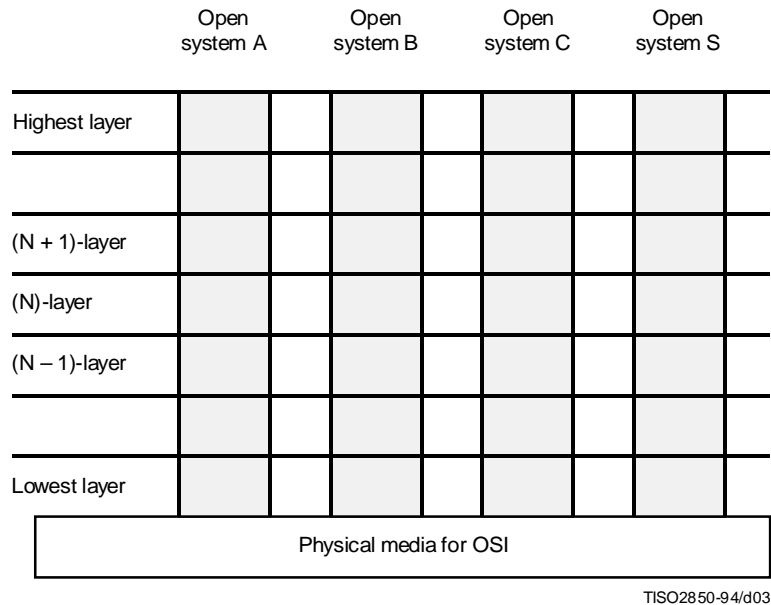 Open system A
Open system B
Open system C
Open system S
Highest layer
(N + 1)-layer
(N)-layer
(N – 1)-layer
Lowest layer
Physical media for OSI
TISO2850-94/d03